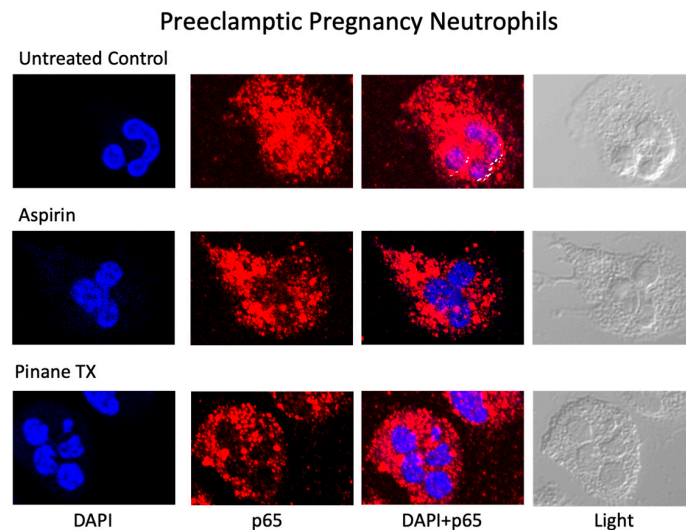 Preeclamptic Pregnancy Neutrophils
Untreated Control
Aspirin
Pinane TX
DAPI p65 DAPI+p65 Light